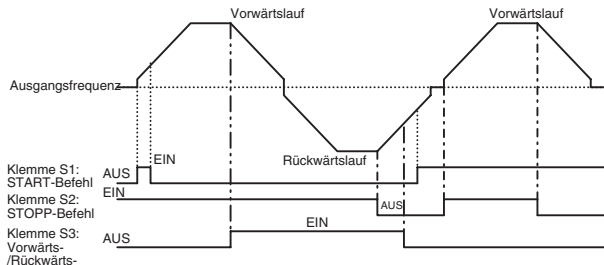 Vorwärtslauf
Vorwärtslauf
Ausgangsfrequenz
Rückwärtslauf
Klemme S1:
START-Befehl
AUS
EIN
Klemme S2:
STOPP-Befehl
EIN
AUS
Klemme S3:
Vorwärts-
/Rückwärts-
AUS
EIN